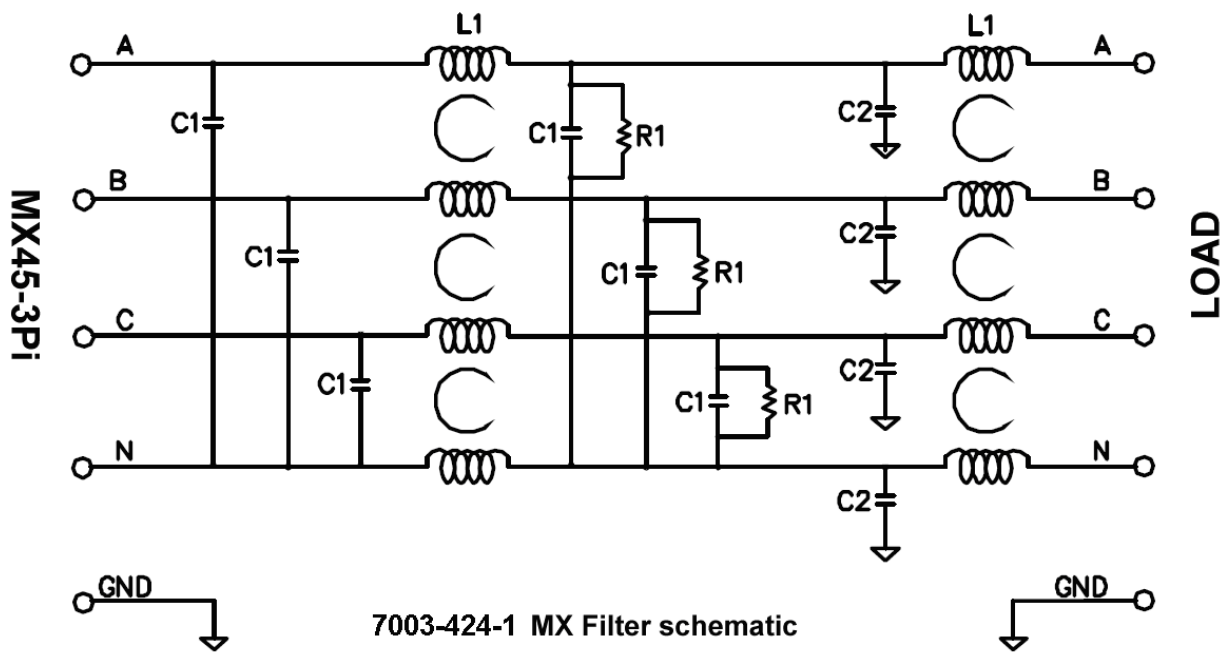 L1
L1
A
A
C1
C1
R1
C2
B
B
C1
C1
R1
C2
MX45-3Pi
LOAD
C
C
C1
C1
R1
C2
N
N
C2
GND
GND
7003-424-1 MX Filter schematic